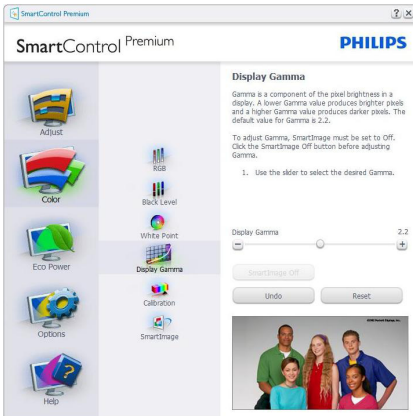 SmartControl Premium
SmartControl Premium
PHILIPS
Adjust
Color
Eco Power
Options
Help
RGB
Black Level
White Point
Display Gamma
Calibration
SmartImage
Display Gamma
Gamma is a component of the pixel brightness in a
display. A lower Gamma value produces brighter pixels
and a higher Gamma value produces darker pixels. The
default value for Gamma is 2.2.
To adjust Gamma, SmartImage must be set to Off.
Click the SmartImage Off button before adjusting
Gamma.
1. Use the slider to select the desired Gamma.
Display Gamma 2.2
SmartImage Off
Undo Reset